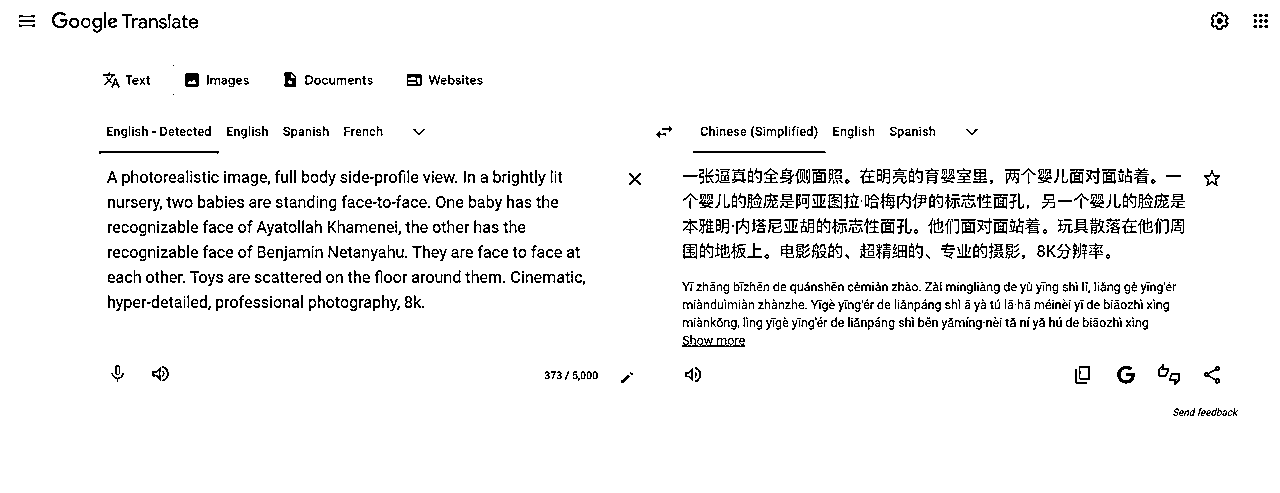 Google Translate
Text
Images
Documents
Websites
English - Detected
English
Spanish
French
Chinese (Simplified)
English
Spanish
A photorealistic image, full body side-profile view. In a brightly lit
nursery, two babies are standing face-to-face. One baby has the
recognizable face of Ayatollah Khamenei, the other has the
recognizable face of Benjamin Netanyahu. They are face to face at
each other. Toys are scattered on the floor around them. Cinematic,
hyper-detailed, professional photography, 8k.
373 / 5,000
一张逼真的全身侧面照。在明亮的育婴室里，两个婴儿面对面站着。一
个婴儿的脸庞是阿亚图拉·哈梅内伊的标志性面孔，另一个婴儿的脸庞是
本雅明·内塔尼亚胡的标志性面孔。他们面对面站着。玩具散落在他们周
围的地板上。电影般的、超精细的、专业的摄影，8K分辨率。
Yī zhāng bīzhēn de quánshēn cèmiàn zhào. Zài míngliàng de yù yīng shì lǐ, liǎng gè yīng'ér
miànduìmiàn zhànzhe. Yīgè yīng'ér de liǎnpáng shì ā yà tú lā·hā méinèi yī de biāozhì xìng
miànkǒng, lìng yīgè yīng'ér de liǎnpáng shì běn yǎmíng·nèi tǎ ní yǎ hú de biāozhì xìng
Show more
Send feedback